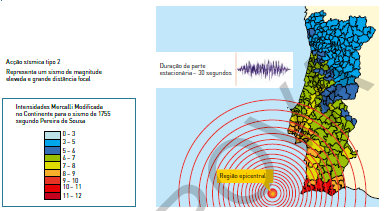 Acção sísmica tipo 2
Representa um sismo de magnitude
elevada e grande distância focal
Duração da parte
estacionária – 30 segundos
Intensidades Mercalli Modificada
no Continente para o sismo de 1755
segundo Pereira de Sousa
0 – 3
3 – 5
5 – 6
6 – 7
7 – 8
8 – 9
9 – 10
10 – 11
11 – 12
Região epicentral